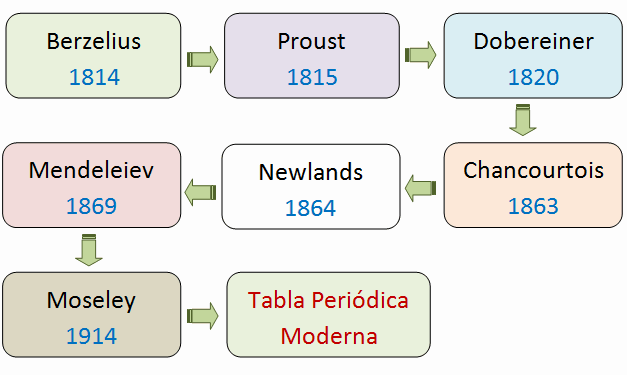 Berzelius
1814
Proust
1815
Dobereiner
1820
Chancourtois
1863
Newlands
1864
Mendeleiev
1869
Moseley
1914
Tabla Periódica
Moderna